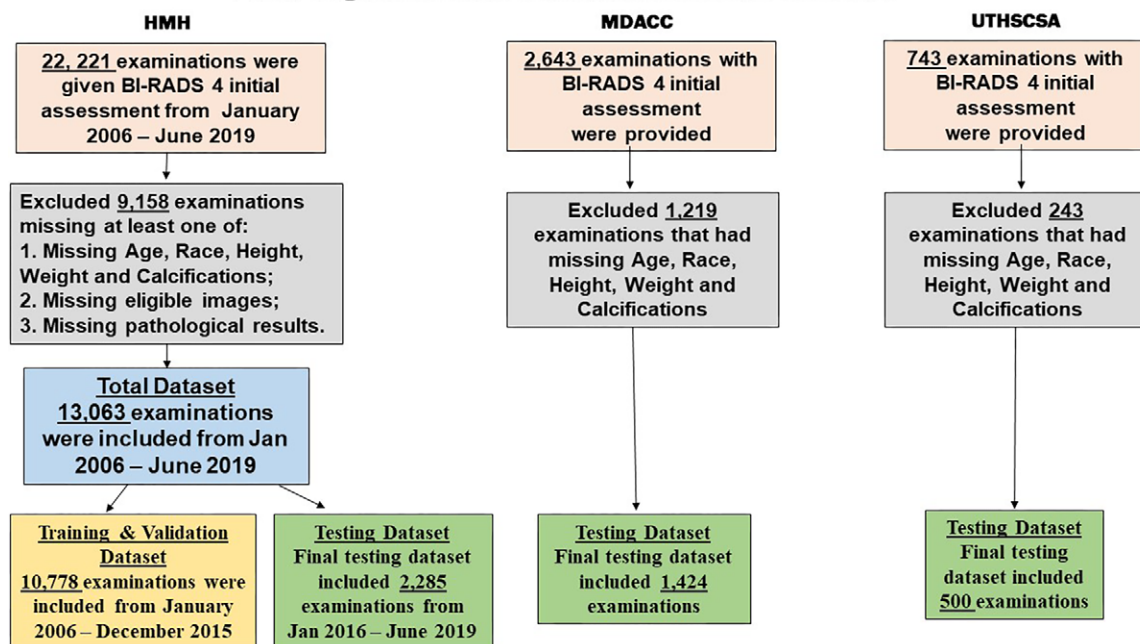 HMH
22, 221 examinations were
given BI-RADS 4 initial
assessment from January
2006 – June 2019
Excluded 9,158 examinations
missing at least one of:
1. Missing Age, Race, Height,
Weight and Calcifications;
2. Missing eligible images;
3. Missing pathological results.
Total Dataset
13,063 examinations
were included from Jan
2006 – June 2019
Training & Validation
Dataset
10,778 examinations were
included from January
2006 – December 2015
Testing Dataset
Final testing dataset
included 2,285
examinations from
Jan 2016 – June 2019
MDACC
2,643 examinations with
BI-RADS 4 initial
assessment
were provided
Excluded 1,219
examinations that had
missing Age, Race,
Height, Weight and
Calcifications
Testing Dataset
Final testing dataset
included 1,424
examinations
UTHSCSA
743 examinations with
BI-RADS 4 initial
assessment
were provided
Excluded 243
examinations that had
missing Age, Race,
Height, Weight and
Calcifications
Testing Dataset
Final testing
dataset included
500 examinations